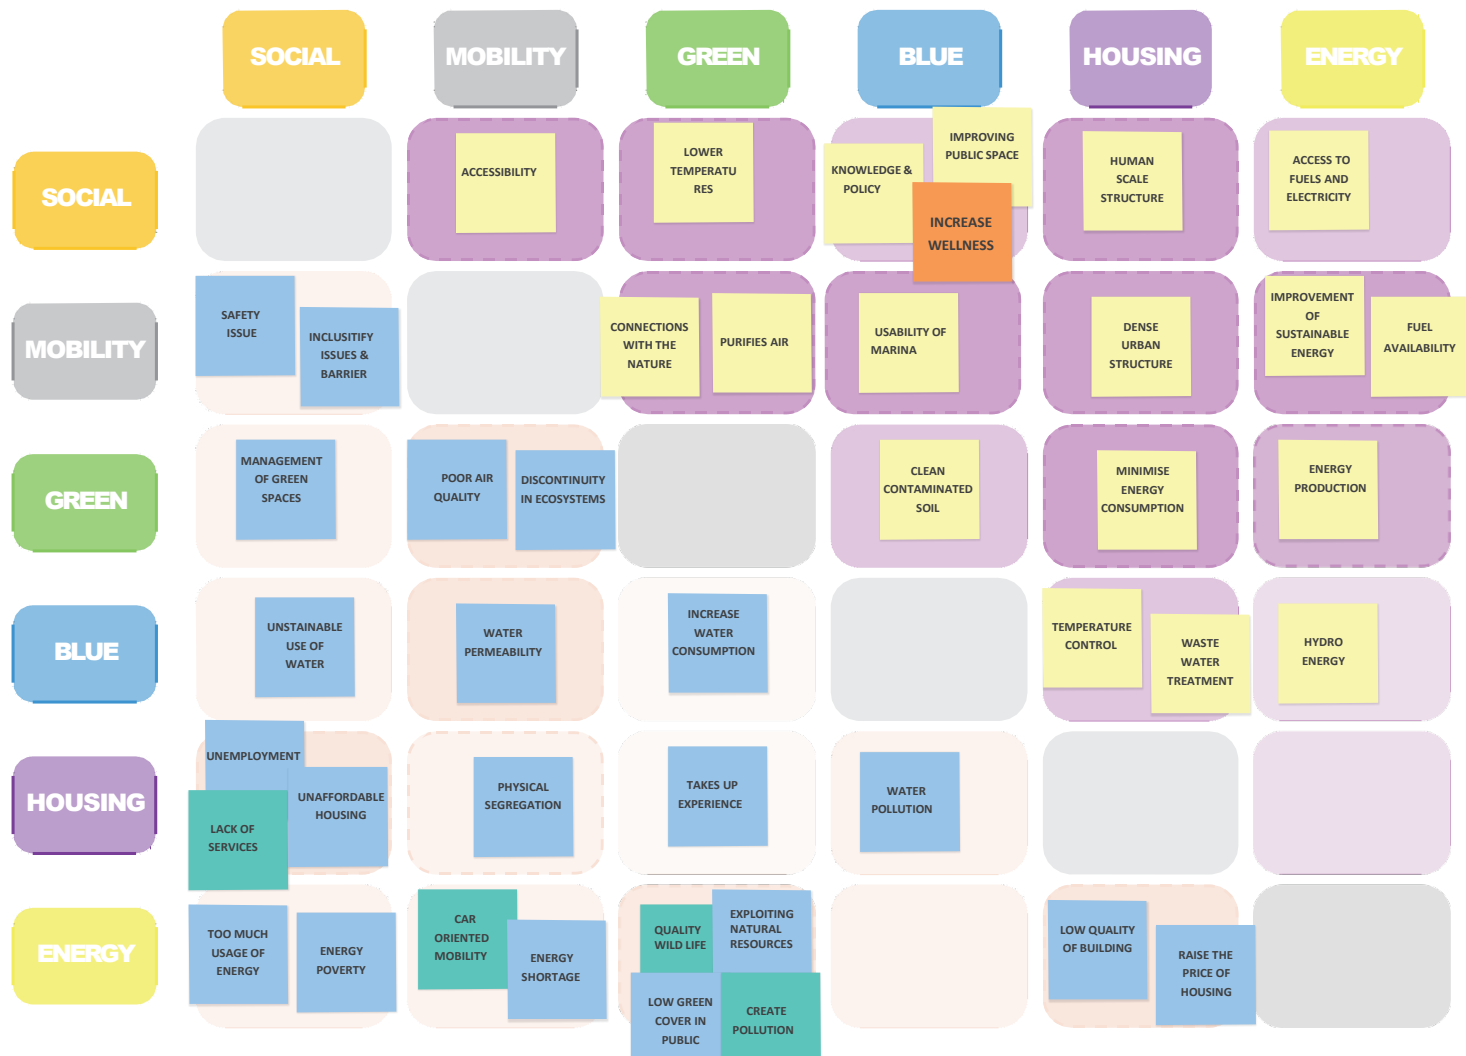 SOCIAL
MOBILITY
GREEN
BLUE
HOUSING
ENERGY
SOCIAL
ACCESSIBILITY
LOWER
TEMPERATU
RES
KNOWLEDGE &
POLICY
IMPROVING
PUBLIC SPACE
INCREASE
WELLNESS
HUMAN
SCALE
STRUCTURE
ACCESS TO
FUELS AND
ELECTRICITY
MOBILITY
SAFETY
ISSUE
INCLUSITIFY
ISSUES &
BARRIER
CONNECTIONS
WITH THE
NATURE
PURIFIES AIR
USABILITY OF
MARINA
DENSE
URBAN
STRUCTURE
IMPROVEMENT
OF
SUSTAINABLE
ENERGY
FUEL
AVAILABILITY
GREEN
MANAGEMENT
OF GREEN
SPACES
POOR AIR
QUALITY
DISCONTINUITY
IN ECOSYSTEMS
CLEAN
CONTAMINATED
SOIL
MINIMISE
ENERGY
CONSUMPTION
ENERGY
PRODUCTION
BLUE
UNSTAINABLE
USE OF
WATER
WATER
PERMEABILITY
INCREASE
WATER
CONSUMPTION
TEMPERATURE
CONTROL
WASTE
WATER
TREATMENT
HYDRO
ENERGY
HOUSING
UNEMPLOYMENT
UNAFFORDABLE
HOUSING
LACK OF
SERVICES
PHYSICAL
SEGREGATION
TAKES UP
EXPERIENCE
WATER
POLLUTION
ENERGY
TOO MUCH
USAGE OF
ENERGY
ENERGY
POVERTY
CAR
ORIENTED
MOBILITY
ENERGY
SHORTAGE
QUALITY
WILD LIFE
EXPLOITING
NATURAL
RESOURCES
LOW GREEN
COVER IN
PUBLIC
CREATE
POLLUTION
LOW QUALITY
OF BUILDING
RAISE THE
PRICE OF
HOUSING